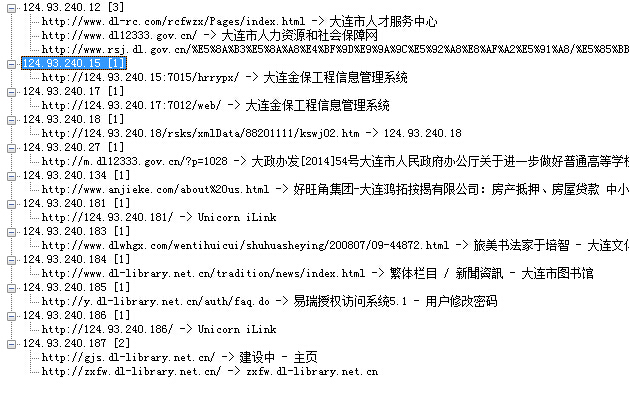 124.93.240.12 [3]
http://www.dl-rc.com/rcfwzx/Pages/index.html -> 大连市人才服务中心
http://www.dl12333.gov.cn/ -> 大连市人力资源和社会保障网
http://www.rsj.dl.gov.cn/%E5%8A%B3%E5%8A%A8%E4%BF%9D%E9%9A%9C%E5%92%A8%E8%AF%A2%E5%91%A8/%E5%85%BB
124.93.240.15 [1]
http://124.93.240.15:7015/hrrypx/ -> 大连金保工程信息管理系统
124.93.240.17 [1]
http://124.93.240.17:7012/web/ -> 大连金保工程信息管理系统
124.93.240.18 [1]
http://124.93.240.18/rsks/xmlData/88201111/kswj02.htm -> 124.93.240.18
124.93.240.27 [1]
http://m.dl12333.gov.cn/?p=1028 -> 大政办发[2014]54号大连市人民政府办公厅关于进一步做好普通高等学校
124.93.240.134 [1]
http://www.anjieke.com/about%20us.html -> 好旺角集团-大连鸿拓按揭有限公司: 房产抵押、房屋贷款 中小
124.93.240.181 [1]
http://124.93.240.181/ -> Unicorn iLink
124.93.240.183 [1]
http://www.dlwhgx.com/wentihuicui/shuhuasheying/200807/09-44872.html -> 旅美书法家于培智 - 大连文化
124.93.240.184 [1]
http://www.dl-library.net.cn/tradition/news/index.html -> 繁体栏目 / 新聞資訊 - 大连市图书馆
124.93.240.185 [1]
http://y.dl-library.net.cn/auth/faq.do -> 易瑞授权访问系统5.1 - 用户修改密码
124.93.240.186 [1]
http://124.93.240.186/ -> Unicorn iLink
124.93.240.187 [2]
http://gjs.dl-library.net.cn/ -> 建设中 - 主页
http://zxfw.dl-library.net.cn/ -> zxfw.dl-library.net.cn